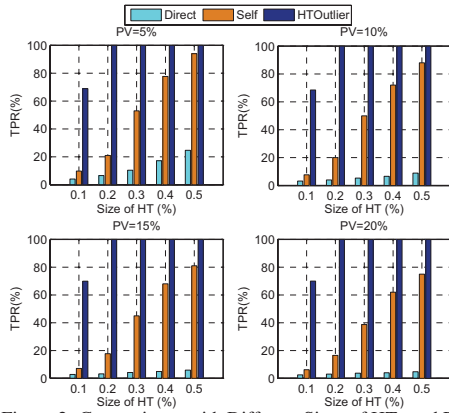 Direct Self HTOutlier
PV=5% PV=10%
100 100
80 80
60 60
TPR(%) TPR(%)
40 40
20 20
0 0
0.1 0.2 0.3 0.4 0.5 0.1 0.2 0.3 0.4 0.5
Size of HT (%) Size of HT (%)
PV=15% PV=20%
100 100
80 80
60 60
TPR(%) TPR(%)
40 40
20 20
0 0
0.1 0.2 0.3 0.4 0.5 0.1 0.2 0.3 0.4 0.5
Size of HT (%) Size of HT (%)